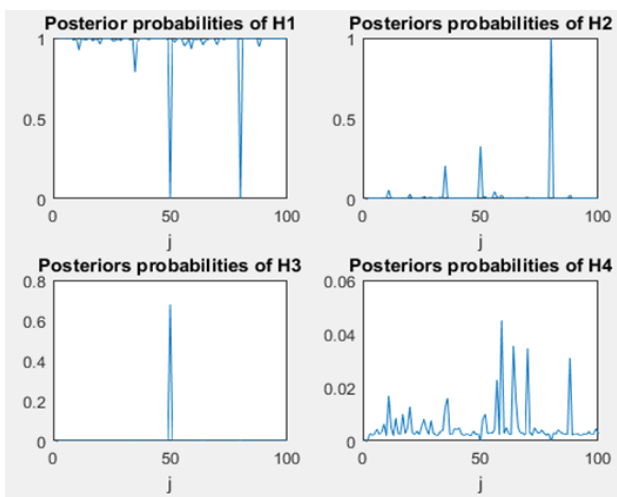 Posterior probabilities of H1
1
0.5
0
0 50 100
j
Posteriors probabilities of H2
1
0.5
0
0 50 100
j
Posteriors probabilities of H3
0.8
0.6
0.4
0.2
0
0 50 100
j
Posteriors probabilities of H4
0.06
0.04
0.02
0
0 50 100
j